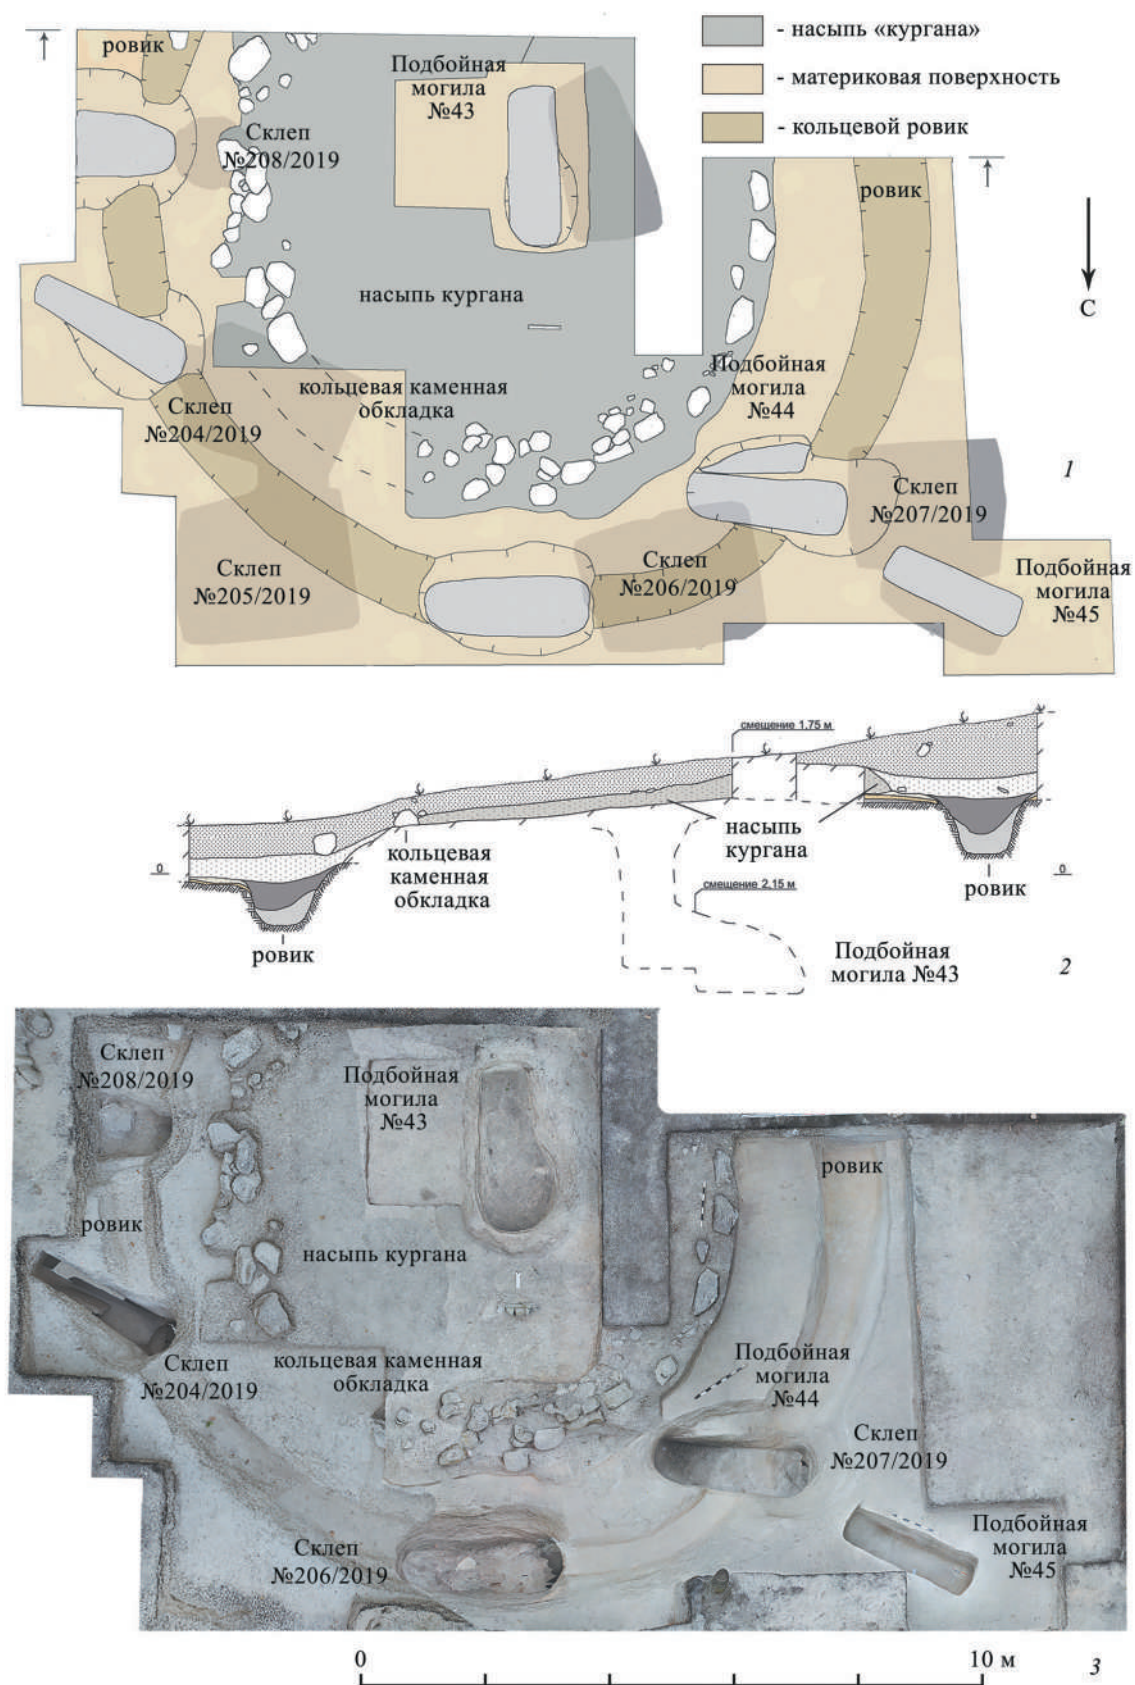 - насыпь «кургана»
- материковая поверхность
- кольцевой ровик
ровик
Подбойная
могила
№43
Склеп
№208/2019
ровик
насыпь кургана
С
Подбойная
могила
№44
кольцевая каменная
обкладка
Склеп
№204/2019
1
Склеп
№207/2019
Склеп
№205/2019
Склеп
№206/2019
Подбойная
могила
№45
смещение 1,75 м
насыпь
кургана
кольцевая
каменная
обкладка
0
0
смещение 2,15 м
ровик
ровик
Подбойная
могила №43
2
Склеп
№208/2019
Подбойная
могила
№43
ровик
ровик
насыпь кургана
Склеп
№204/2019
кольцевая каменная
обкладка
Подбойная
могила
№44
Склеп
№207/2019
Склеп
№206/2019
Подбойная
могила
№45
0
10 м
3